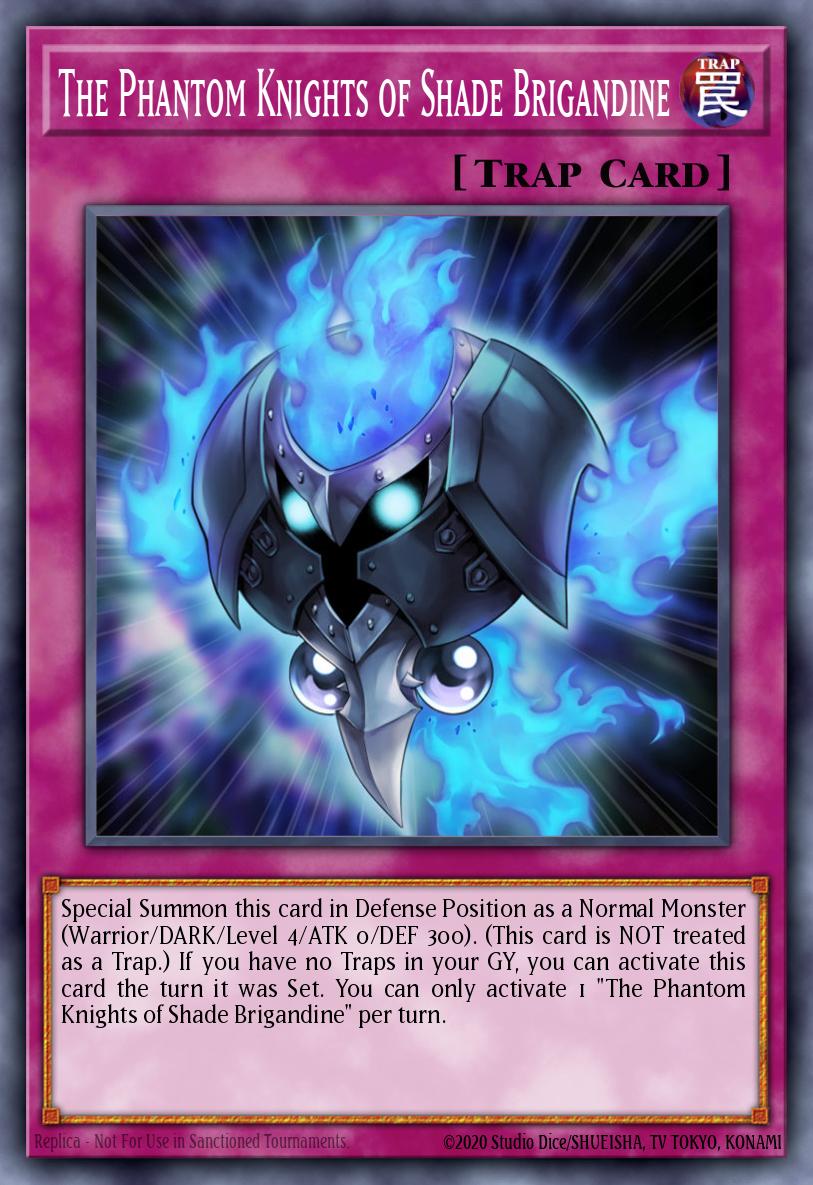 The Phantom Knights of Shade Brigandine
TRAP
罠
[Trap Card]
Special Summon this card in Defense Position as a Normal Monster
(Warrior/DARK/Level 4/ATK 0/DEF 300). (This card is NOT treated
as a Trap.) If you have no Traps in your GY, you can activate this
card the turn it was Set. You can only activate 1 "The Phantom
Knights of Shade Brigandine" per turn.
Replica - Not For Use in Sanctioned Tournaments.
©2020 Studio Dice/SHUEISHA, TV TOKYO, KONAMI